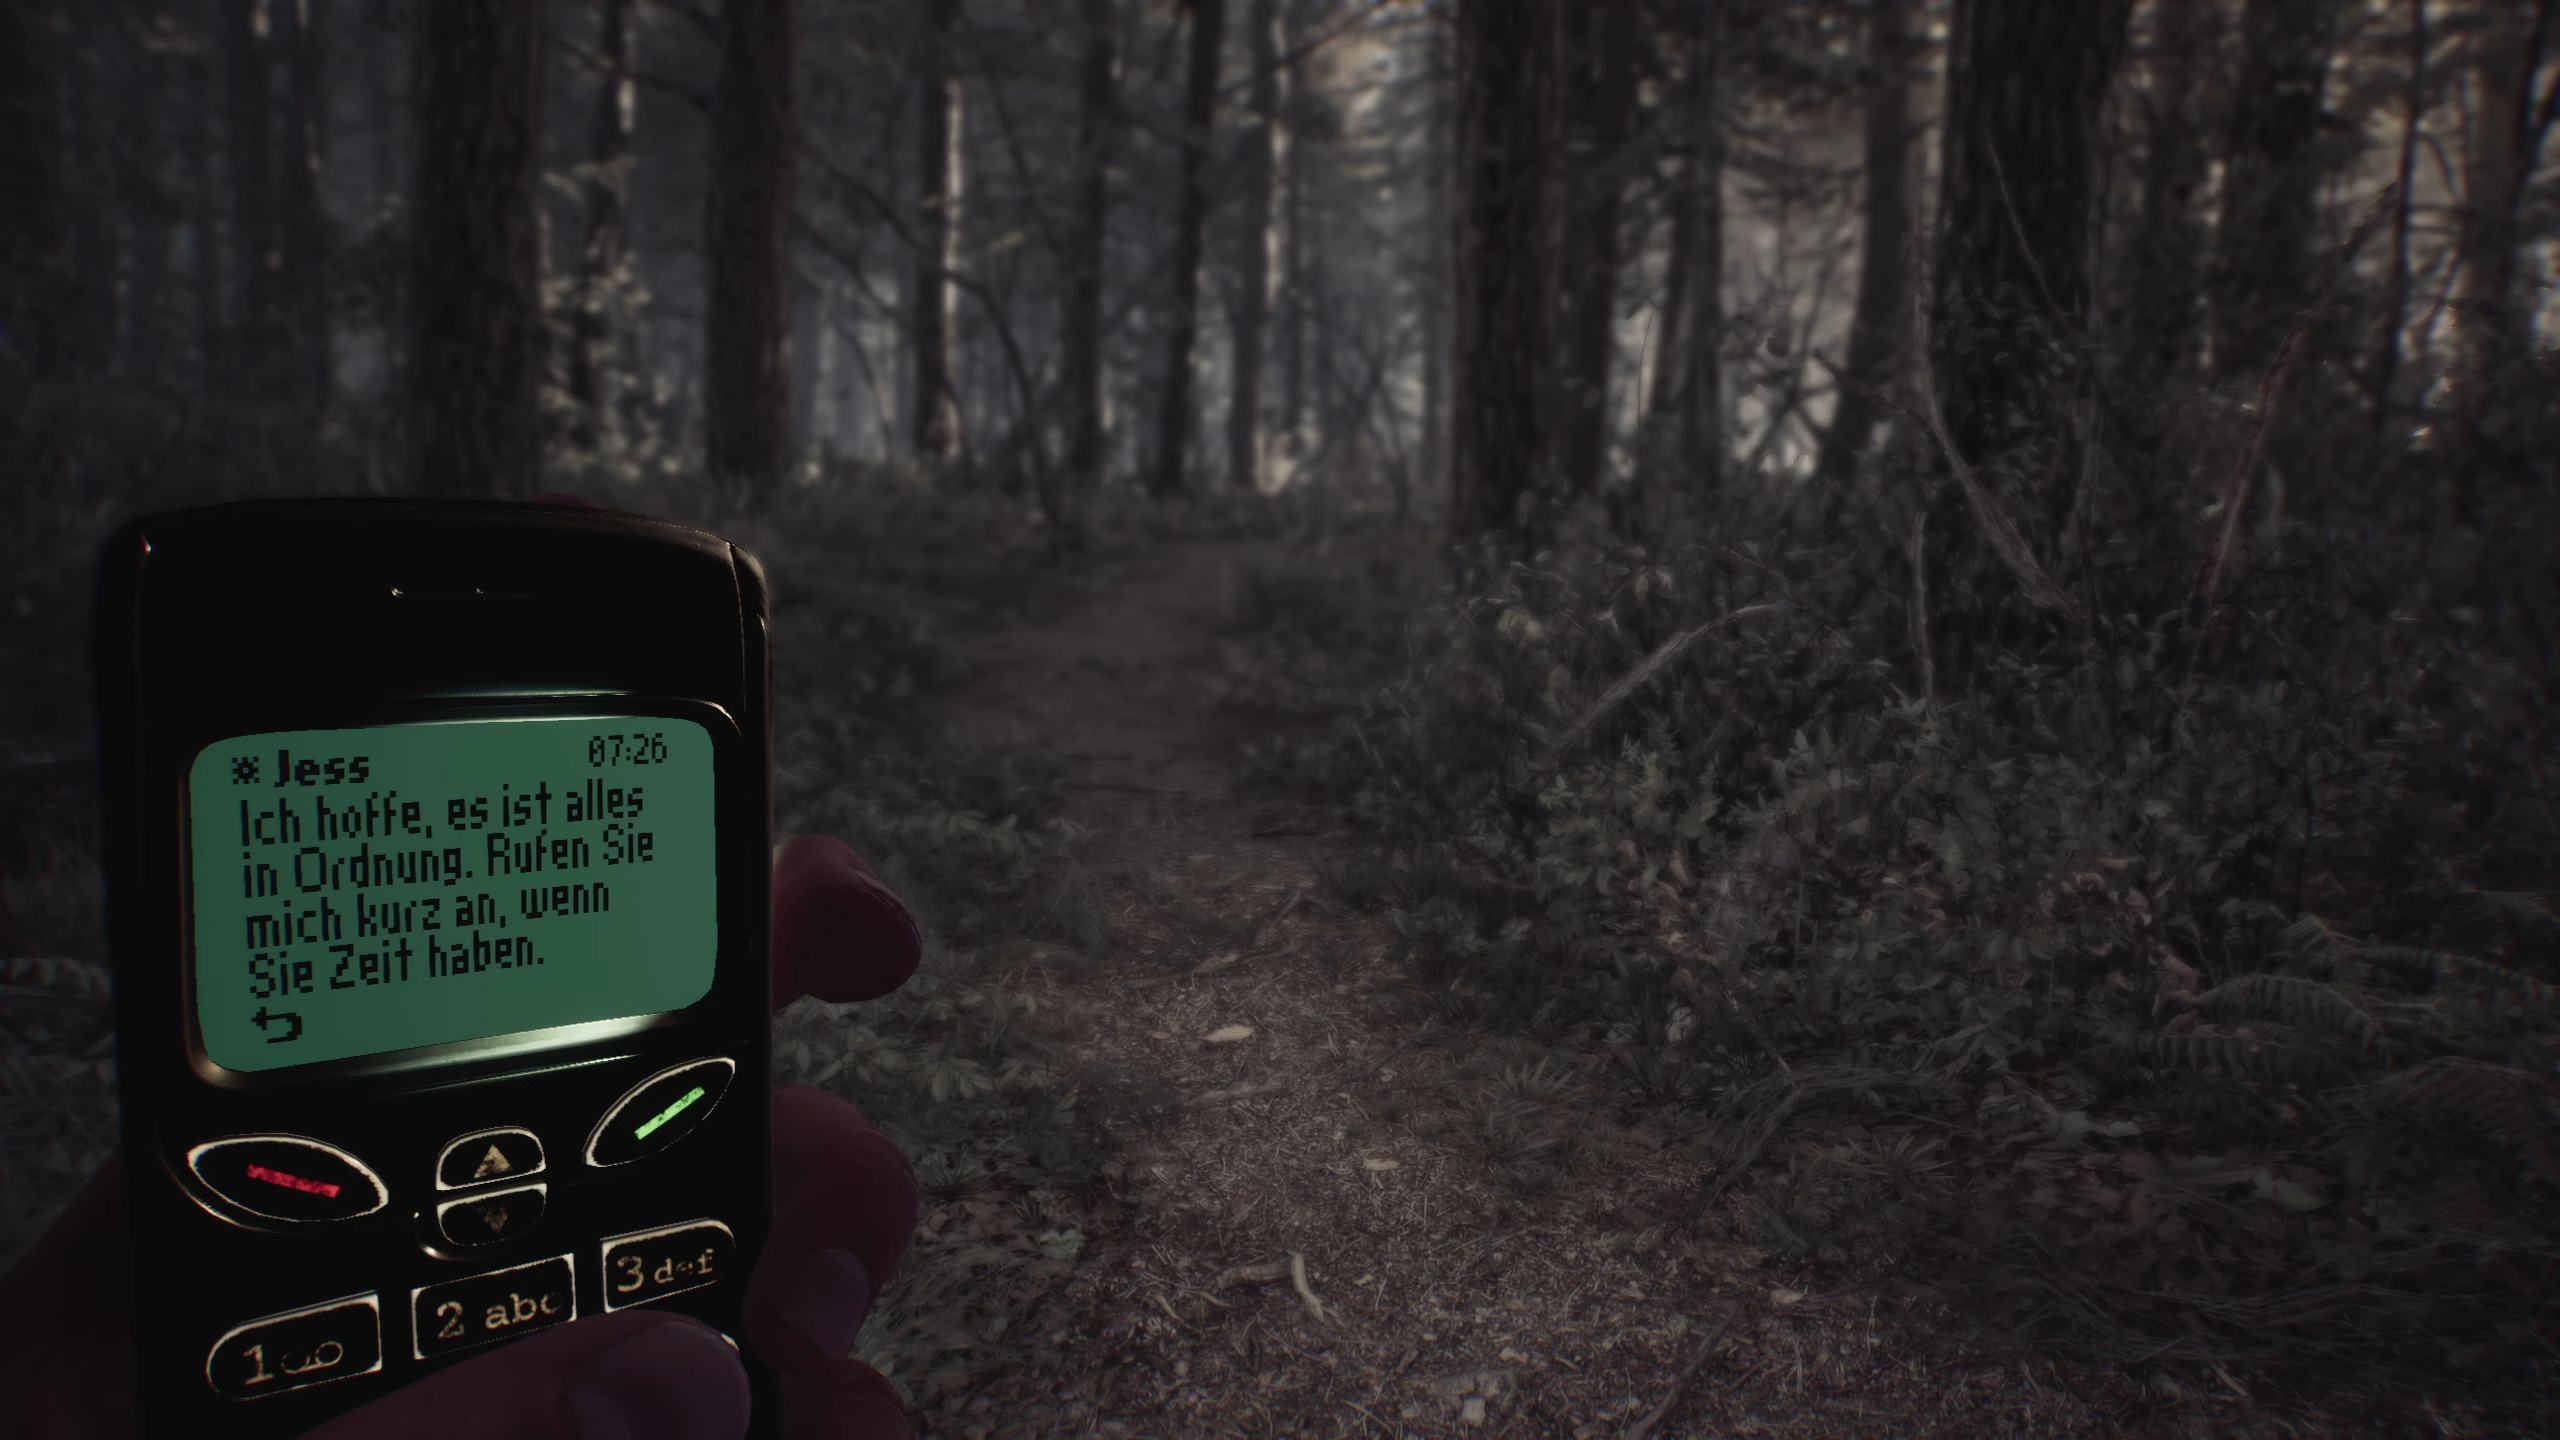 Jess 07:26
Ich hoffe, es ist alles
in Ordnung. Rufen Sie
mich kurz an, wenn
Sie Zeit haben.
1
2 abc
3 def